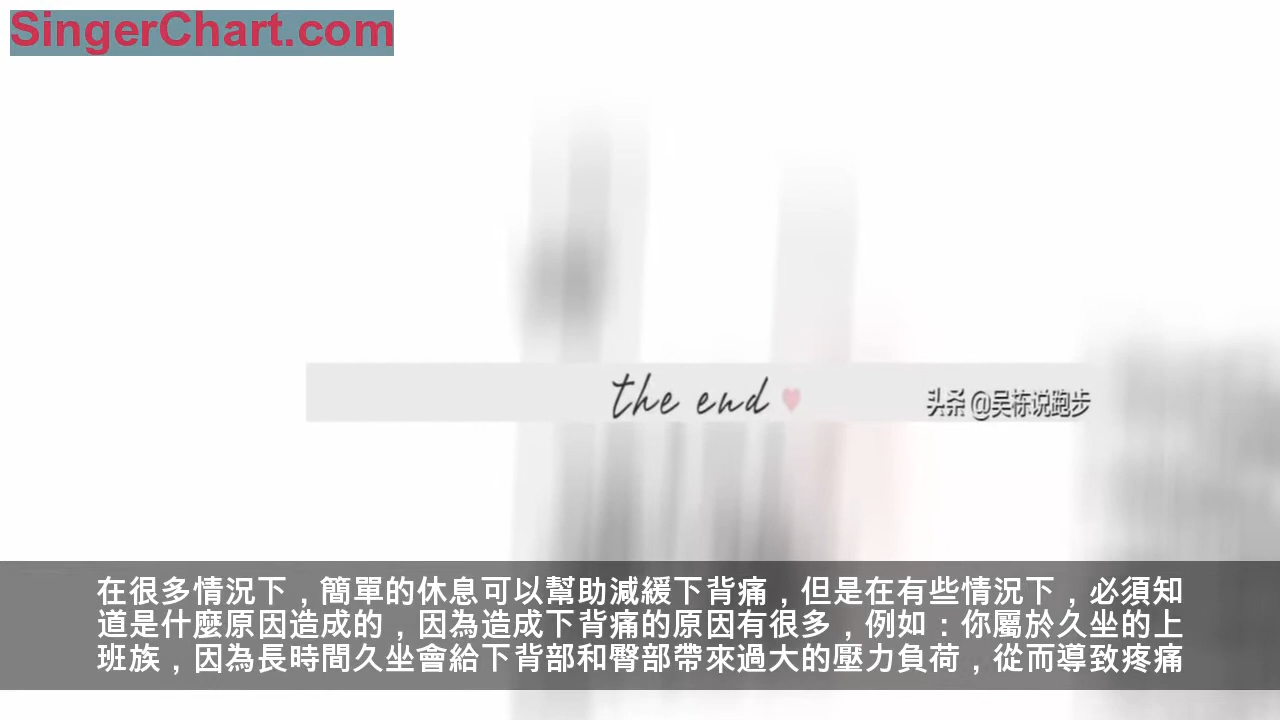 SingerChart.com
the end
头条 @吴栋说跑步
在很多情況下，簡單的休息可以幫助減緩下背痛，但是在有些情況下，必須知
道是什麼原因造成的，因為造成下背痛的原因有很多，例如：你屬於久坐的上
班族，因為長時間久坐會給下背部和臀部帶來過大的壓力負荷，從而導致疼痛